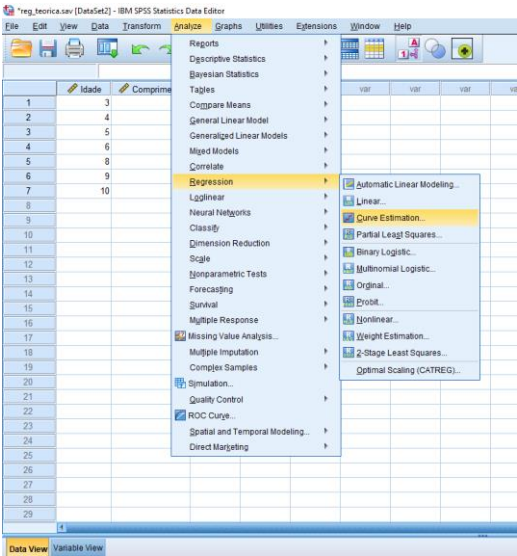 *reg_teorica.sav [DataSet2] - IBM SPSS Statistics Data Editor
File Edit View Data Transform Analyze Graphs Utilities Extensions Window Help
Reports
Descriptive Statistics
Bayesian Statistics
Tables
Compare Means
General Linear Model
Generalized Linear Models
Mixed Models
Correlate
Regression
Loglinear
Neural Networks
Classify
Dimension Reduction
Scale
Nonparametric Tests
Forecasting
Survival
Multiple Response
Missing Value Analysis...
Multiple Imputation
Complex Samples
Simulation...
Quality Control
ROC Curve...
Spatial and Temporal Modeling...
Direct Marketing
Automatic Linear Modeling...
Linear...
Curve Estimation...
Partial Least Squares...
Binary Logistic...
Multinomial Logistic...
Ordinal...
Probit...
Nonlinear...
Weight Estimation...
2-Stage Least Squares...
Optimal Scaling (CATREG)...
Idade Comprime var var var va
1 3
2 4
3 5
4 6
5 8
6 9
7 10
8
9
10
11
12
13
14
15
16
17
18
19
20
21
22
23
24
25
26
27
28
29
Data View Variable View